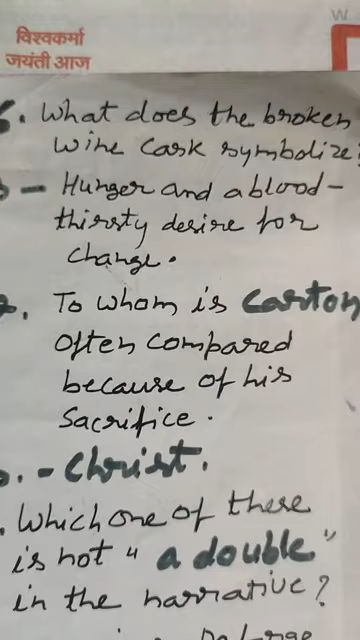 W
विश्वकर्मा
जयंती आज
. What does the broken
wine cask symbolize
- Hunger and a blood-
thirsty desire for
change.
. To whom is Carton
often compared
because of his
sacrifice.
. - Christ.
. Which one of these
is not "a double"
in the narrative?